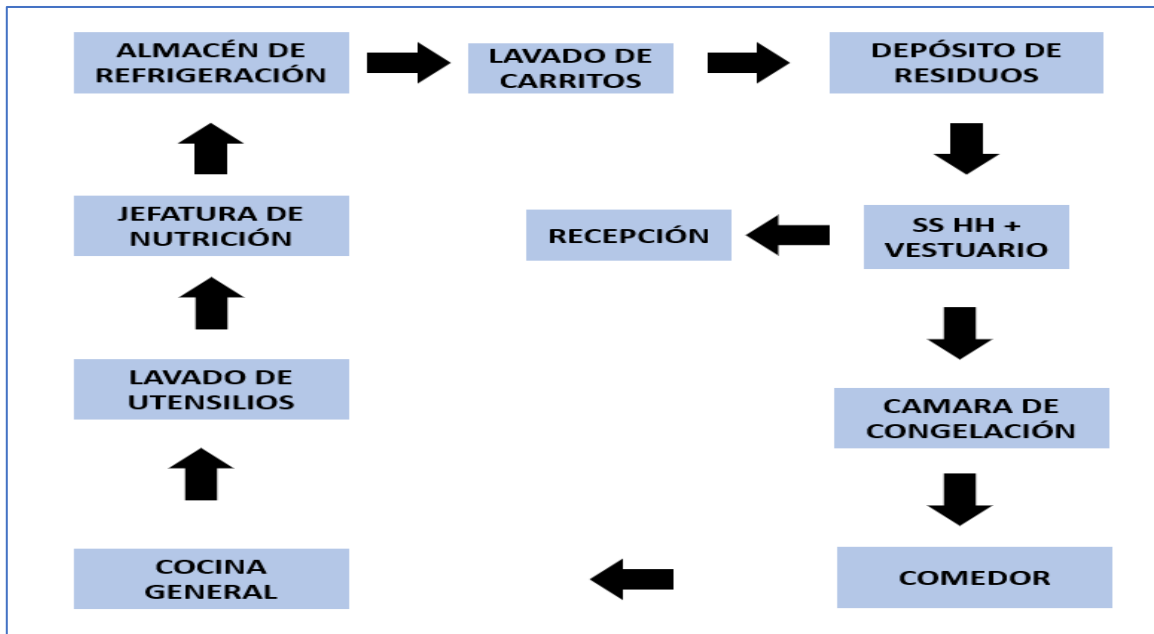 ALMACÉN DE
REFRIGERACIÓN
LAVADO DE
CARRITOS
DEPÓSITO DE
RESIDUOS
JEFATURA DE
NUTRICIÓN
RECEPCIÓN
SS HH +
VESTUARIO
LAVADO DE
UTENSILIOS
CAMARA DE
CONGELACIÓN
COCINA
GENERAL
COMEDOR